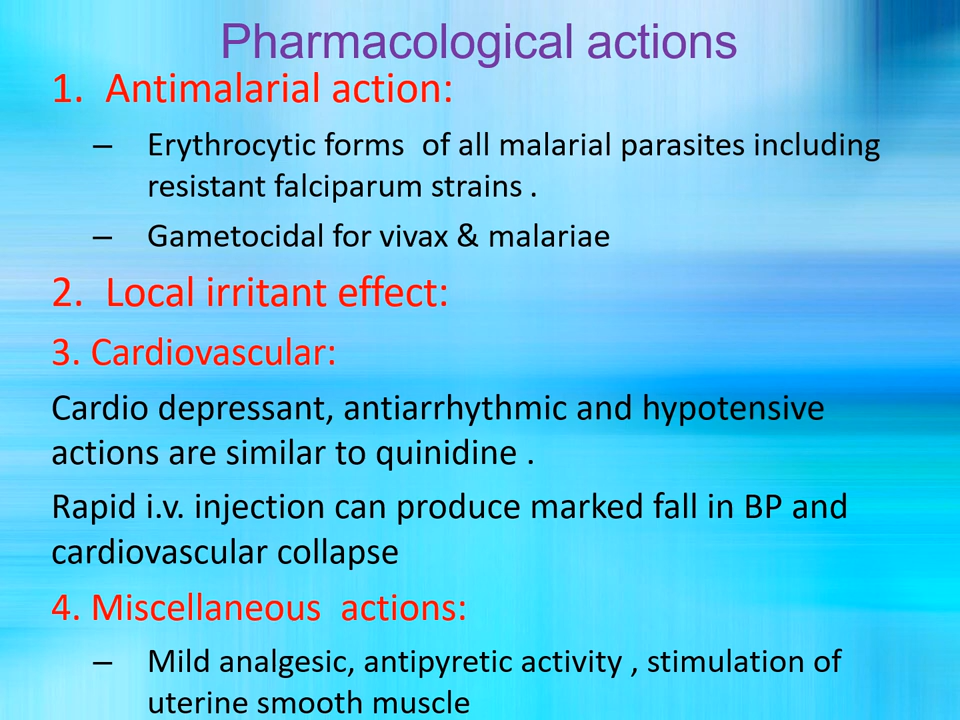 Pharmacological actions
1. Antimalarial action:
– Erythrocytic forms of all malarial parasites including
resistant falciparum strains .
– Gametocidal for vivax & malariae
2. Local irritant effect:
3. Cardiovascular:
Cardio depressant, antiarrhythmic and hypotensive
actions are similar to quinidine .
Rapid i.v. injection can produce marked fall in BP and
cardiovascular collapse
4. Miscellaneous actions:
– Mild analgesic, antipyretic activity , stimulation of
uterine smooth muscle